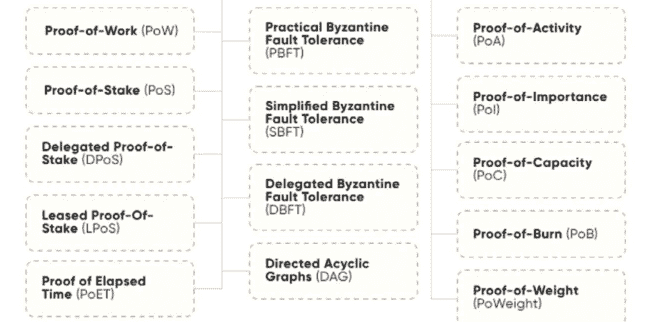 Proof-of-Work (PoW)
Proof-of-Stake (PoS)
Delegated Proof-of-
Stake (DPoS)
Leased Proof-Of-
Stake (LPoS)
Proof of Elapsed
Time (PoET)
Practical Byzantine
Fault Tolerance
(PBFT)
Simplified Byzantine
Fault Tolerance
(SBFT)
Delegated Byzantine
Fault Tolerance
(DBFT)
Directed Acyclic
Graphs (DAG)
Proof-of-Activity
(PoA)
Proof-of-Importance
(PoI)
Proof-of-Capacity
(PoC)
Proof-of-Burn (PoB)
Proof-of-Weight
(PoWeight)